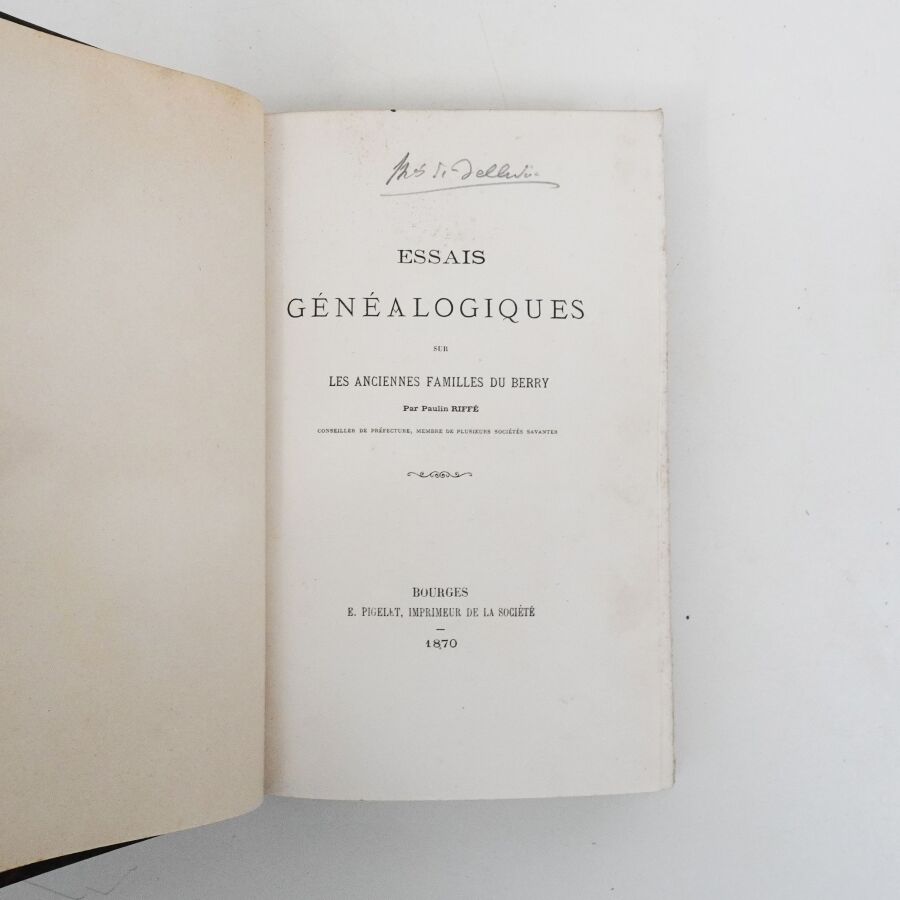 ESSAIS
GÉNÉALOGIQUES
SUR
LES ANCIENNES FAMILLES DU BERRY
Par Paulin RIFFÉ
CONSEILLER DE PRÉFECTURE, MEMBRE DE PLUSIEURS SOCIÉTÉS SAVANTES
BOURGES
E. PIGELET, IMPRIMEUR DE LA SOCIÉTÉ
1870